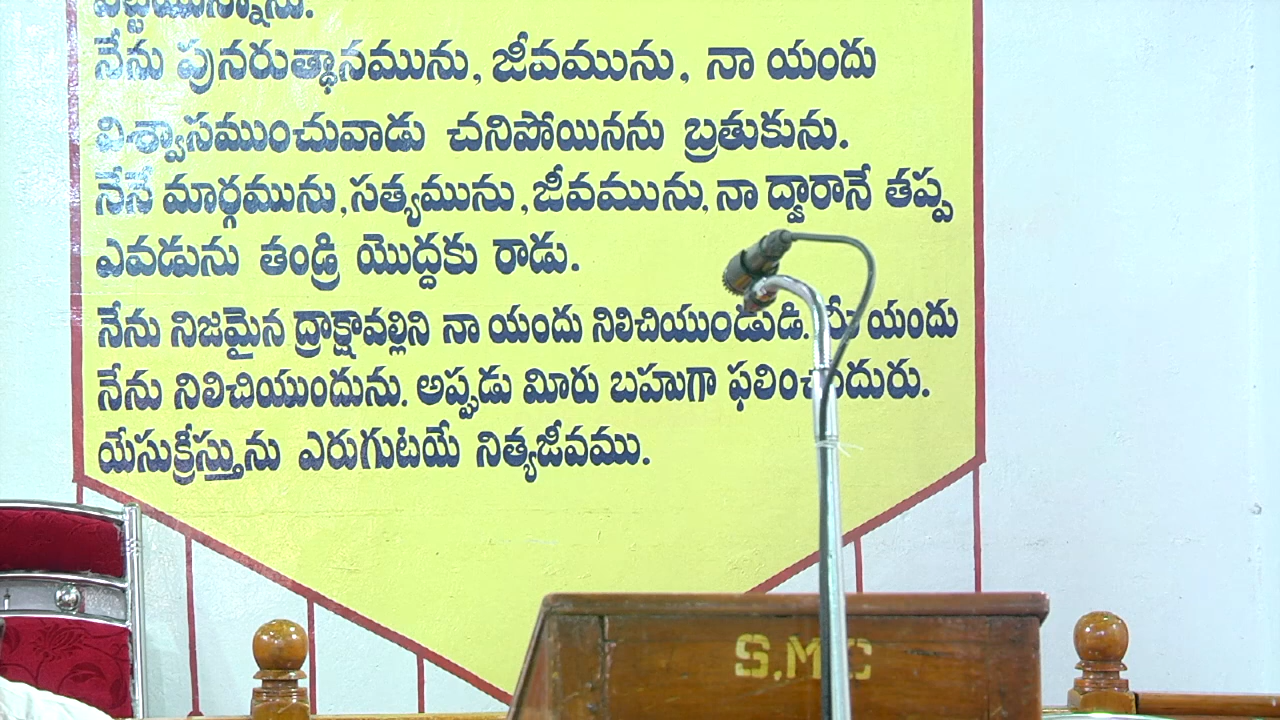 నేను పునరుత్థానమును, జీవమును, నా యందు
విశ్వాసముంచువాడు చనిపోయినను బ్రతుకును.
నేనే మార్గమును, సత్యమును, జీవమును, నా ద్వారానే తప్ప
ఎవడును తండ్రి యొద్దకు రాడు.
నేను నిజమైన ద్రాక్షావల్లిని నా యందు నిలిచియుండుడి. యందు
నేను నిలిచియుందును. అప్పుడు మీరు బహుగా
యేసుక్రీస్తును ఎరుగుటయే నిత్యజీవము.
S.M.C